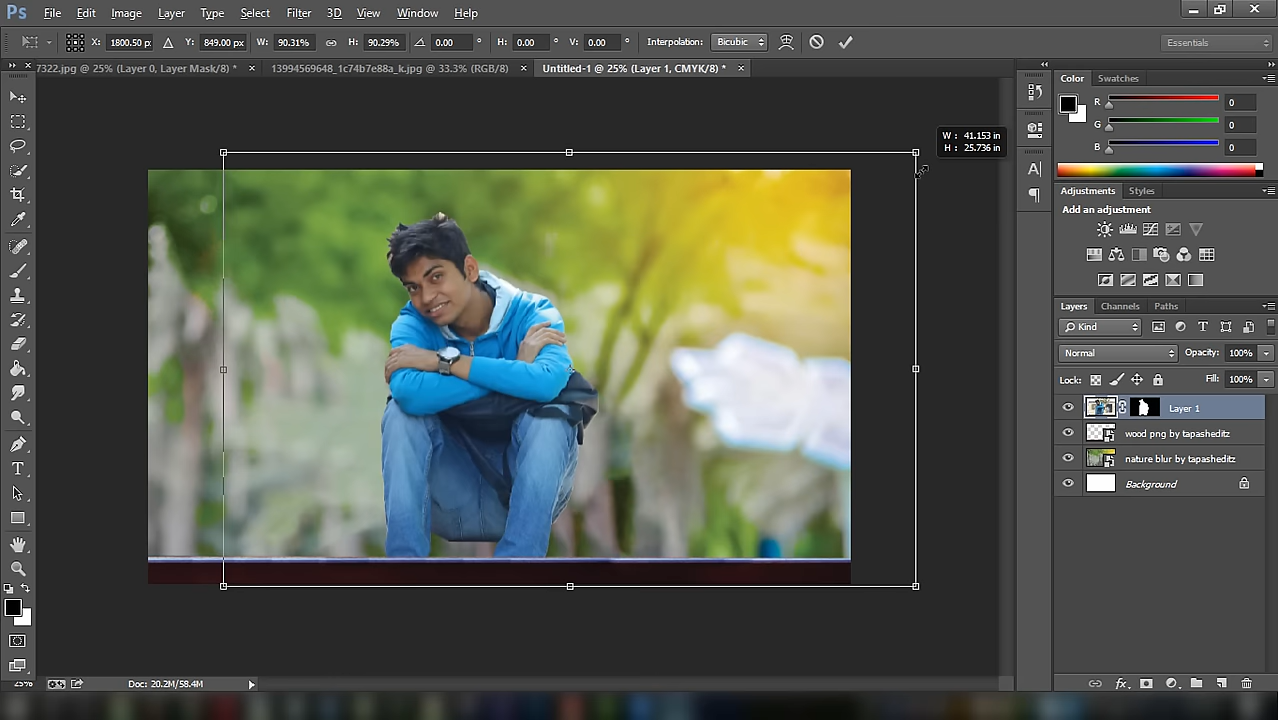 Ps File Edit Image Layer Type Select Filter 3D View Window Help
X: 1800.50 p: Y: 849.00 px W: 90.31% H: 90.29% 0.00 ° H: 0.00 ° V: 0.00 ° Interpolation: Bicubic Essentials
7322.jpg @ 25% (Layer 0, Layer Mask/8) * × 13994569648_1c74b7e88a_k.jpg @ 33.3% (RGB/8) × Untitled-1 @ 25% (Layer 1, CMYK/8) * ×
Color Swatches
R 0
G 0
B 0
W : 41.153 in
H : 25.736 in
Adjustments Styles
Add an adjustment
Layers Channels Paths
Kind
Normal Opacity: 100%
Lock: Fill: 100%
Layer 1
wood png by tapasheditz
nature blur by tapasheditz
Background
25% Doc: 20.2M/58.4M
fx